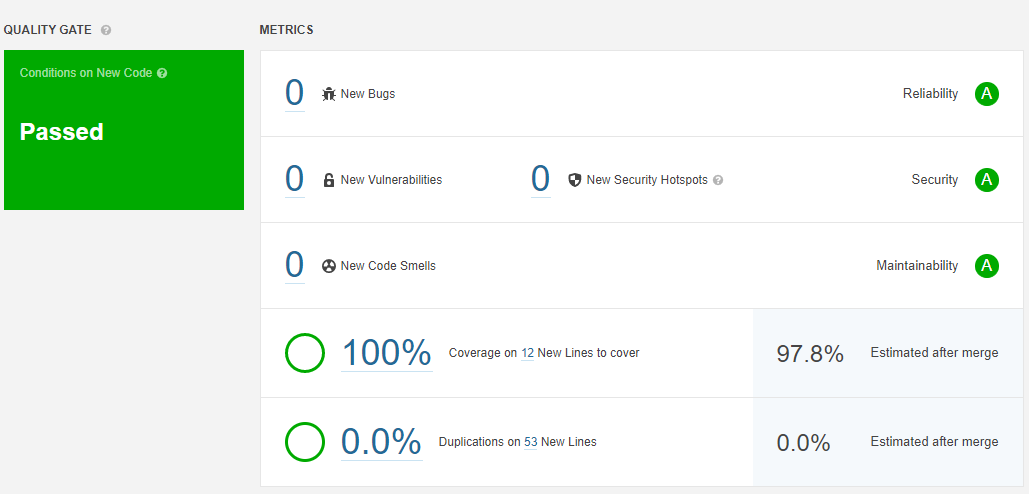 QUALITY GATE ?
METRICS
Conditions on New Code ?
Passed
0 New Bugs Reliability A
0 New Vulnerabilities 0 New Security Hotspots ? Security A
0 New Code Smells Maintainability A
100% Coverage on 12 New Lines to cover 97.8% Estimated after merge
0.0% Duplications on 53 New Lines 0.0% Estimated after merge